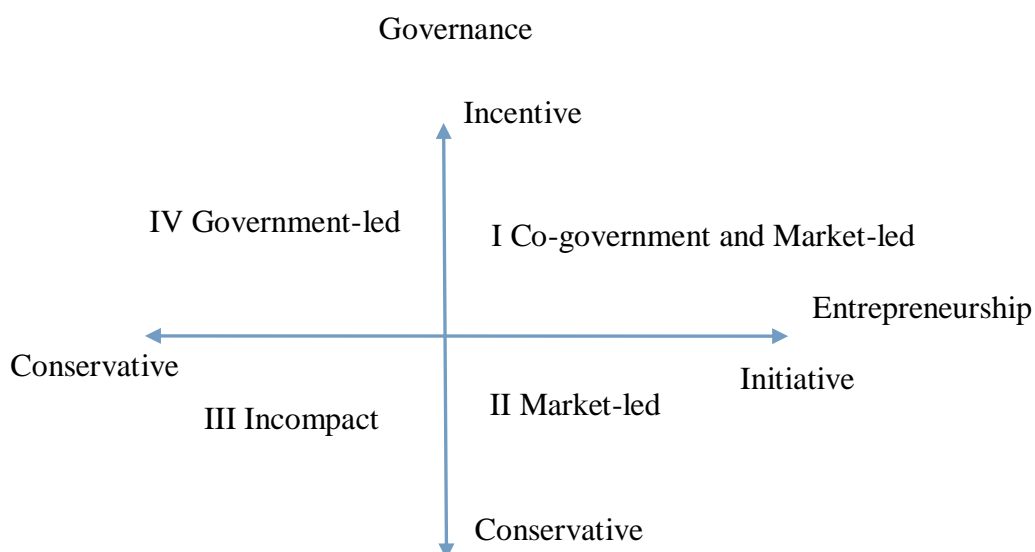 Governance
Incentive
IV Government-led
I Co-government and Market-led
Entrepreneurship
Conservative
Initiative
III Incompact
II Market-led
Conservative